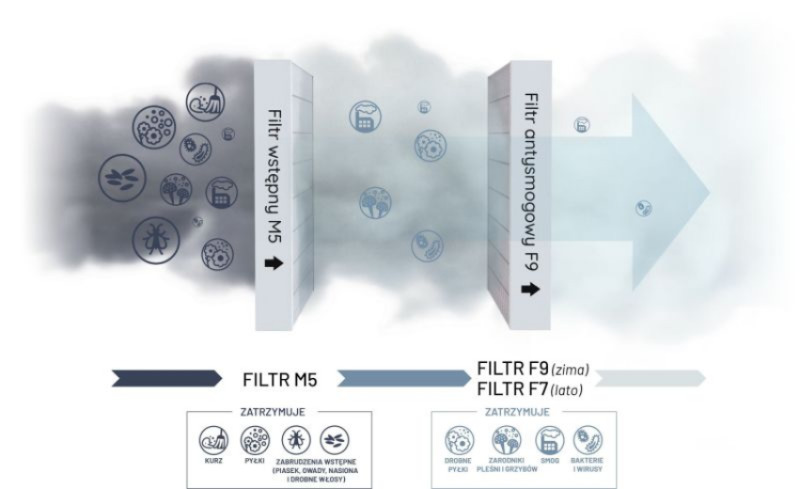 Filtr wstępny M5
Filtr antysmogowy F9
FILTR M5
FILTR F9 (zima)
FILTR F7 (lato)
ZATRZYMUJE
KURZ
PYŁKI
ZABRUDZENIA WSTĘPNE
(PIASEK, OWADY, NASIONA
I DROBNE WŁOSY)
ZATRZYMUJE
DROBNE
PYŁKI
ZARODNIKI
PLEŚNI I GRZYBÓW
SMOG
BAKTERIE
I WIRUSY